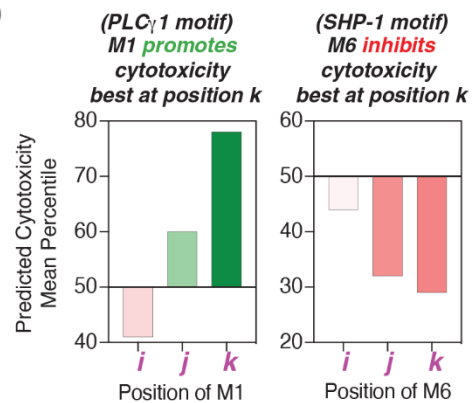 (PLCγ1 motif)
M1 promotes
cytotoxicity
best at position k
(SHP-1 motif)
M6 inhibits
cytotoxicity
best at position k
Predicted Cytotoxicity
Mean Percentile
80
70
60
50
40
i j k
Position of M1
60
50
40
30
20
i j k
Position of M6